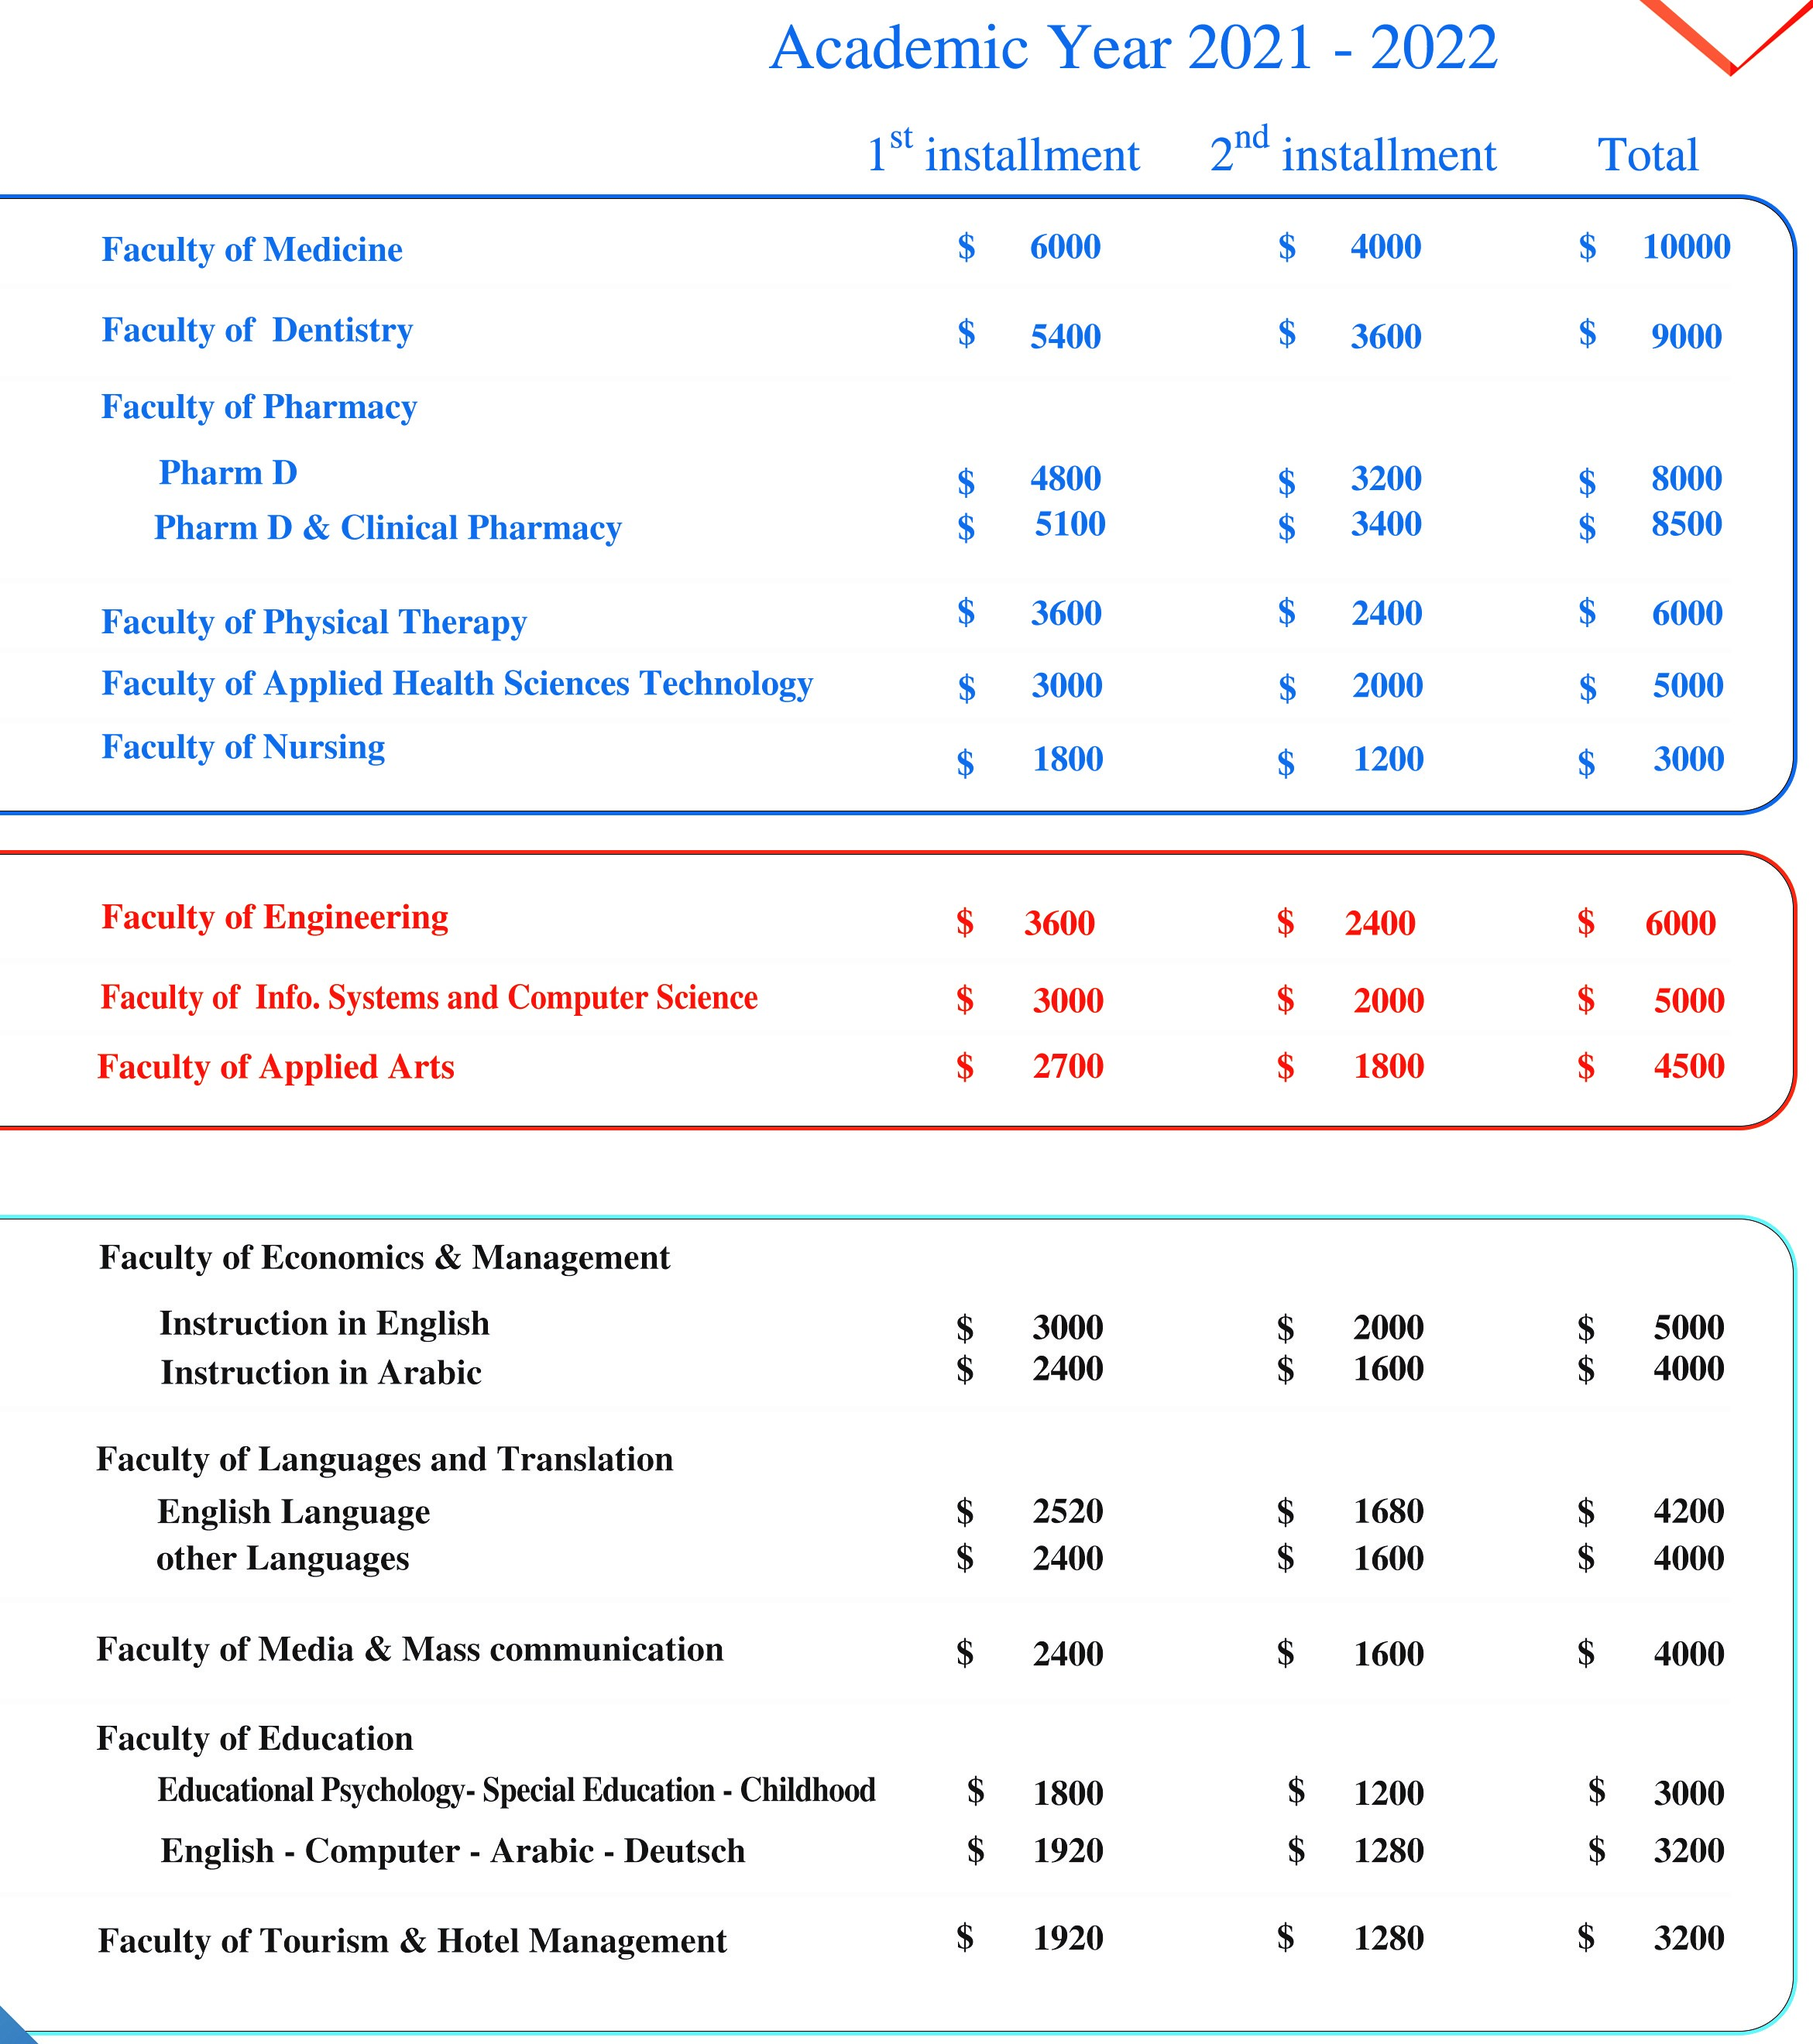 Academic Year 2021 - 2022
1st installment 2nd installment Total
Faculty of Medicine $ 6000 $ 4000 $ 10000
Faculty of Dentistry $ 5400 $ 3600 $ 9000
Faculty of Pharmacy
Pharm D $ 4800 $ 3200 $ 8000
Pharm D & Clinical Pharmacy $ 5100 $ 3400 $ 8500
Faculty of Physical Therapy $ 3600 $ 2400 $ 6000
Faculty of Applied Health Sciences Technology $ 3000 $ 2000 $ 5000
Faculty of Nursing $ 1800 $ 1200 $ 3000
Faculty of Engineering $ 3600 $ 2400 $ 6000
Faculty of Info. Systems and Computer Science $ 3000 $ 2000 $ 5000
Faculty of Applied Arts $ 2700 $ 1800 $ 4500
Faculty of Economics & Management
Instruction in English $ 3000 $ 2000 $ 5000
Instruction in Arabic $ 2400 $ 1600 $ 4000
Faculty of Languages and Translation
English Language $ 2520 $ 1680 $ 4200
other Languages $ 2400 $ 1600 $ 4000
Faculty of Media & Mass communication $ 2400 $ 1600 $ 4000
Faculty of Education
Educational Psychology- Special Education - Childhood $ 1800 $ 1200 $ 3000
English - Computer - Arabic - Deutsch $ 1920 $ 1280 $ 3200
Faculty of Tourism & Hotel Management $ 1920 $ 1280 $ 3200